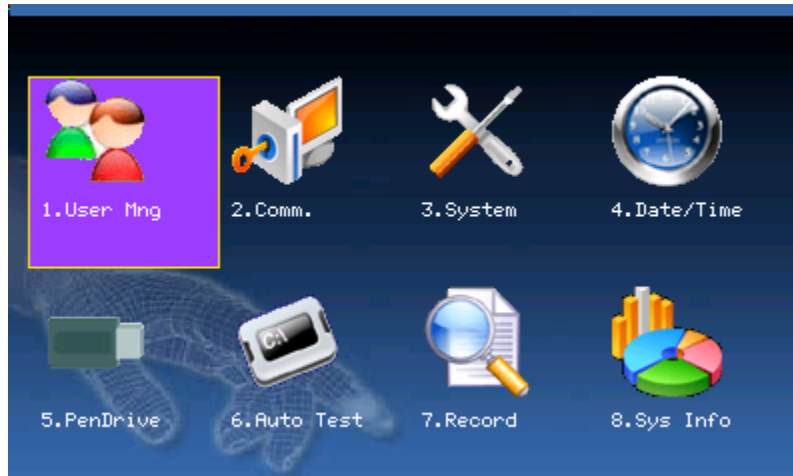 1.User Mng
2.Comm.
3.System
4.Date/Time
5.PenDrive
C:\
6.Auto Test
7.Record
8.Sys Info